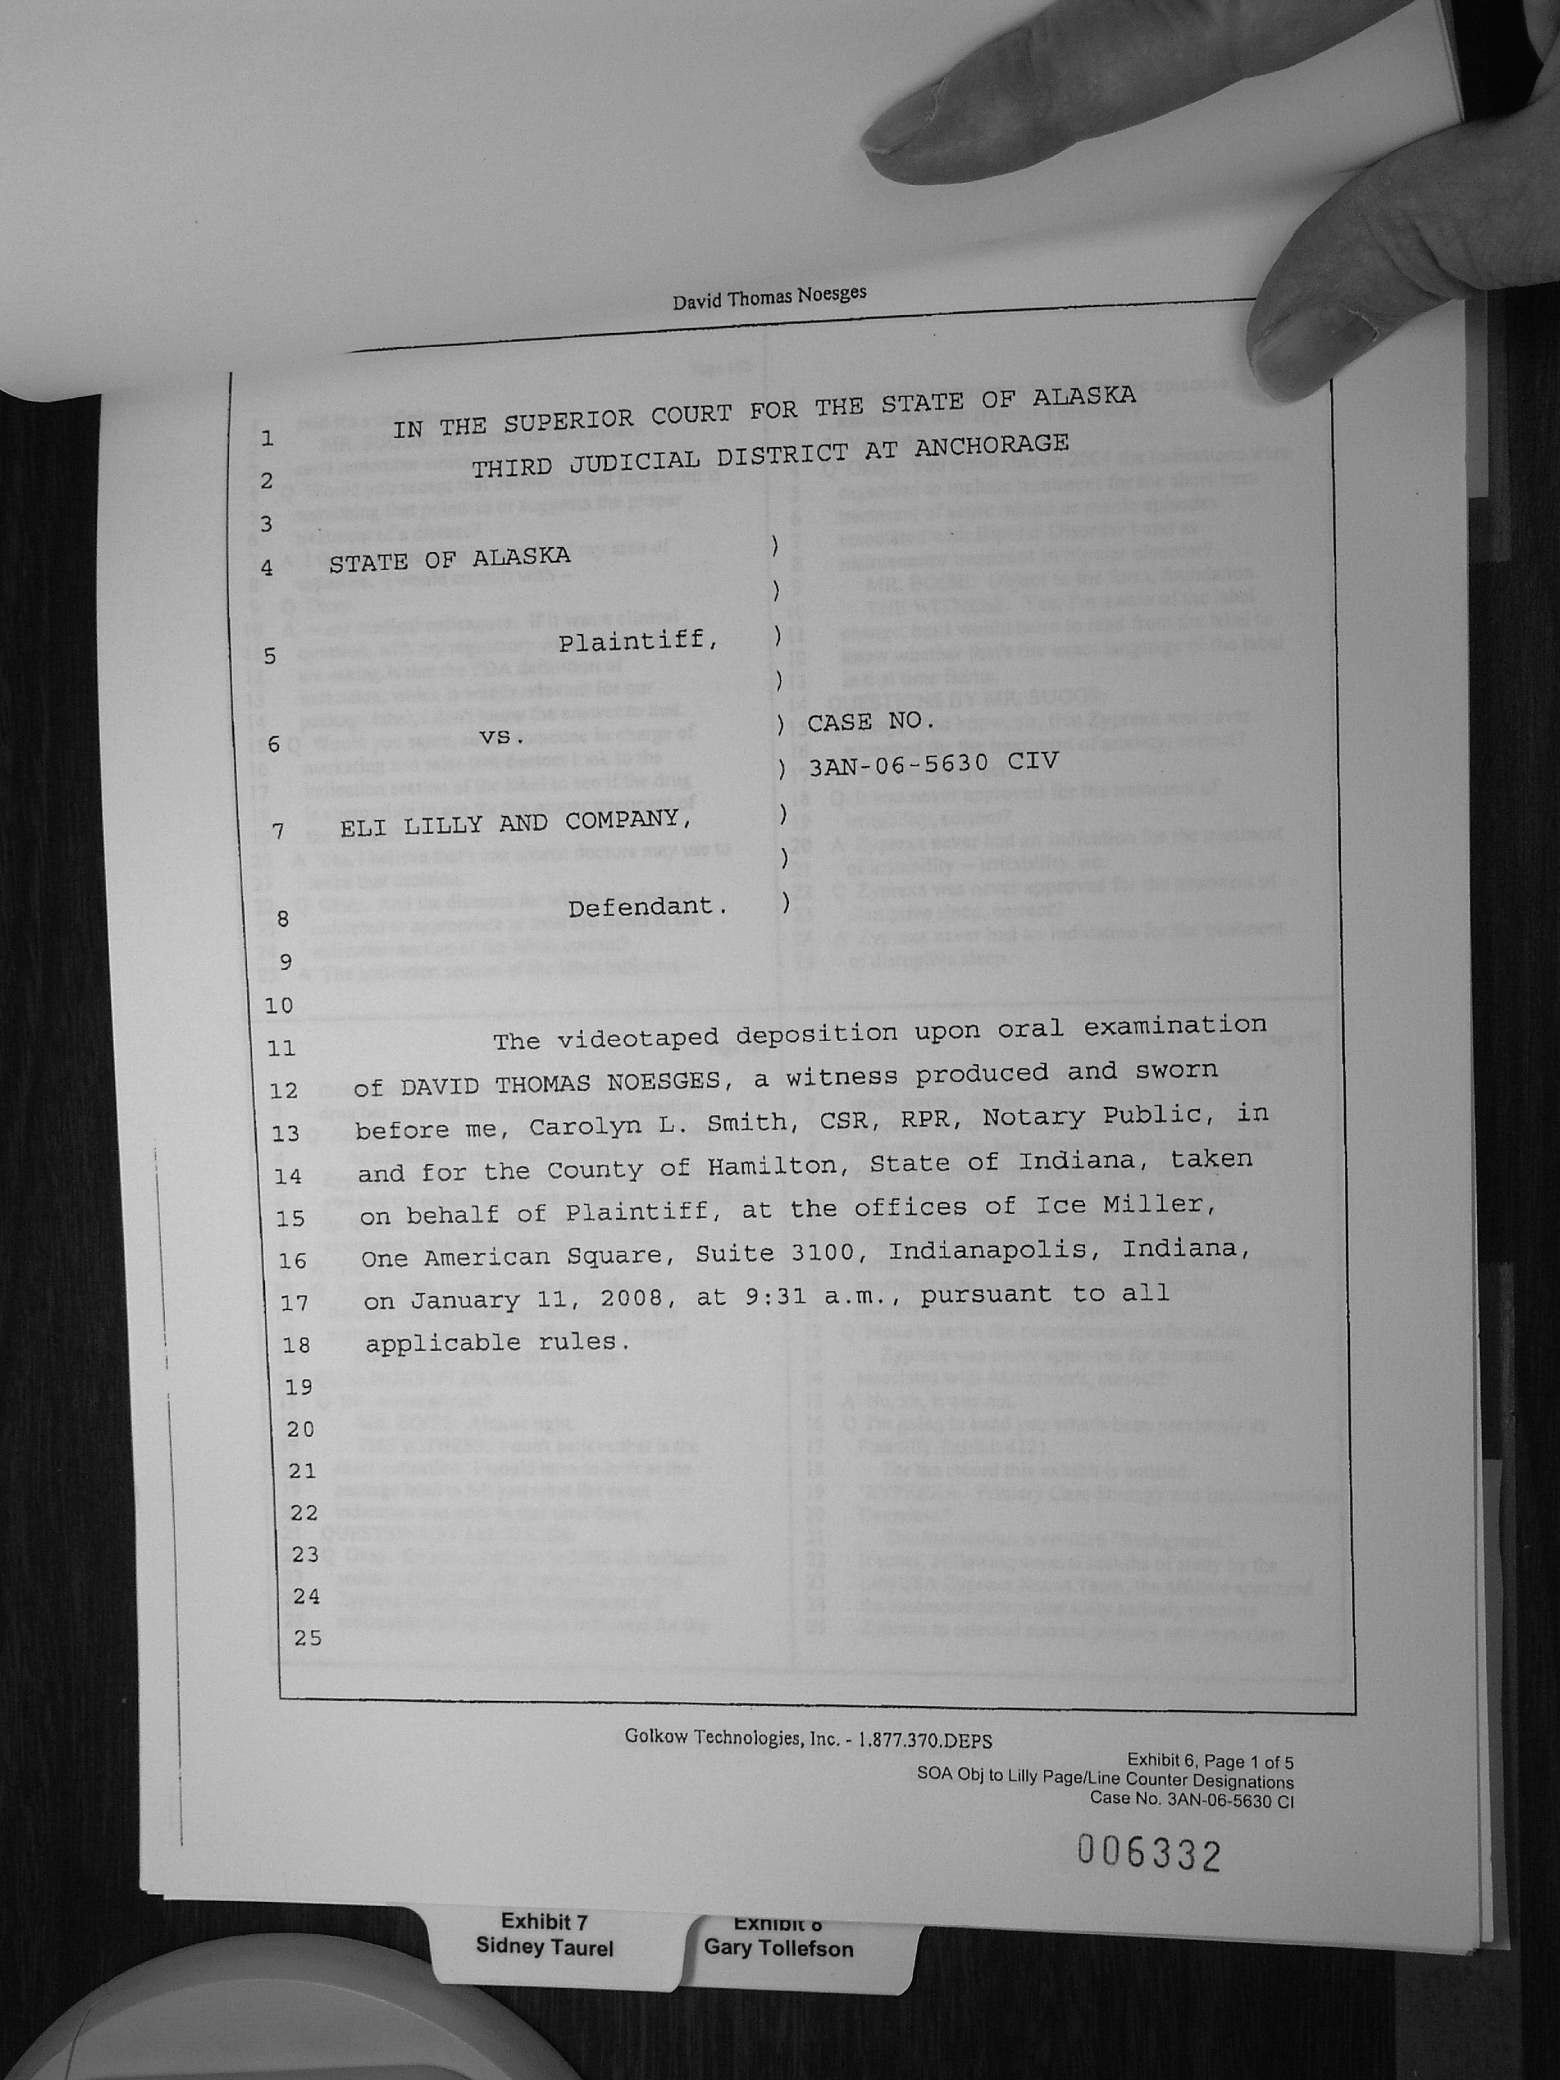 David Thomas Noesges
1 IN THE SUPERIOR COURT FOR THE STATE OF ALASKA
2 THIRD JUDICIAL DISTRICT AT ANCHORAGE
3
4 STATE OF ALASKA )
)
5 Plaintiff, )
)
6 vs. ) CASE NO.
) 3AN-06-5630 CIV
7 ELI LILLY AND COMPANY, )
)
8 Defendant. )
9
10
11 The videotaped deposition upon oral examination
12 of DAVID THOMAS NOESGES, a witness produced and sworn
13 before me, Carolyn L. Smith, CSR, RPR, Notary Public, in
14 and for the County of Hamilton, State of Indiana, taken
15 on behalf of Plaintiff, at the offices of Ice Miller,
16 One American Square, Suite 3100, Indianapolis, Indiana,
17 on January 11, 2008, at 9:31 a.m., pursuant to all
18 applicable rules.
19
20
21
22
23
24
25
Golkow Technologies, Inc. - 1.877.370.DEPS
Exhibit 6, Page 1 of 5
SOA Obj to Lilly Page/Line Counter Designations
Case No. 3AN-06-5630 CI
006332
Exhibit 7
Sidney Taurel
Exhibit 8
Gary Tollefson